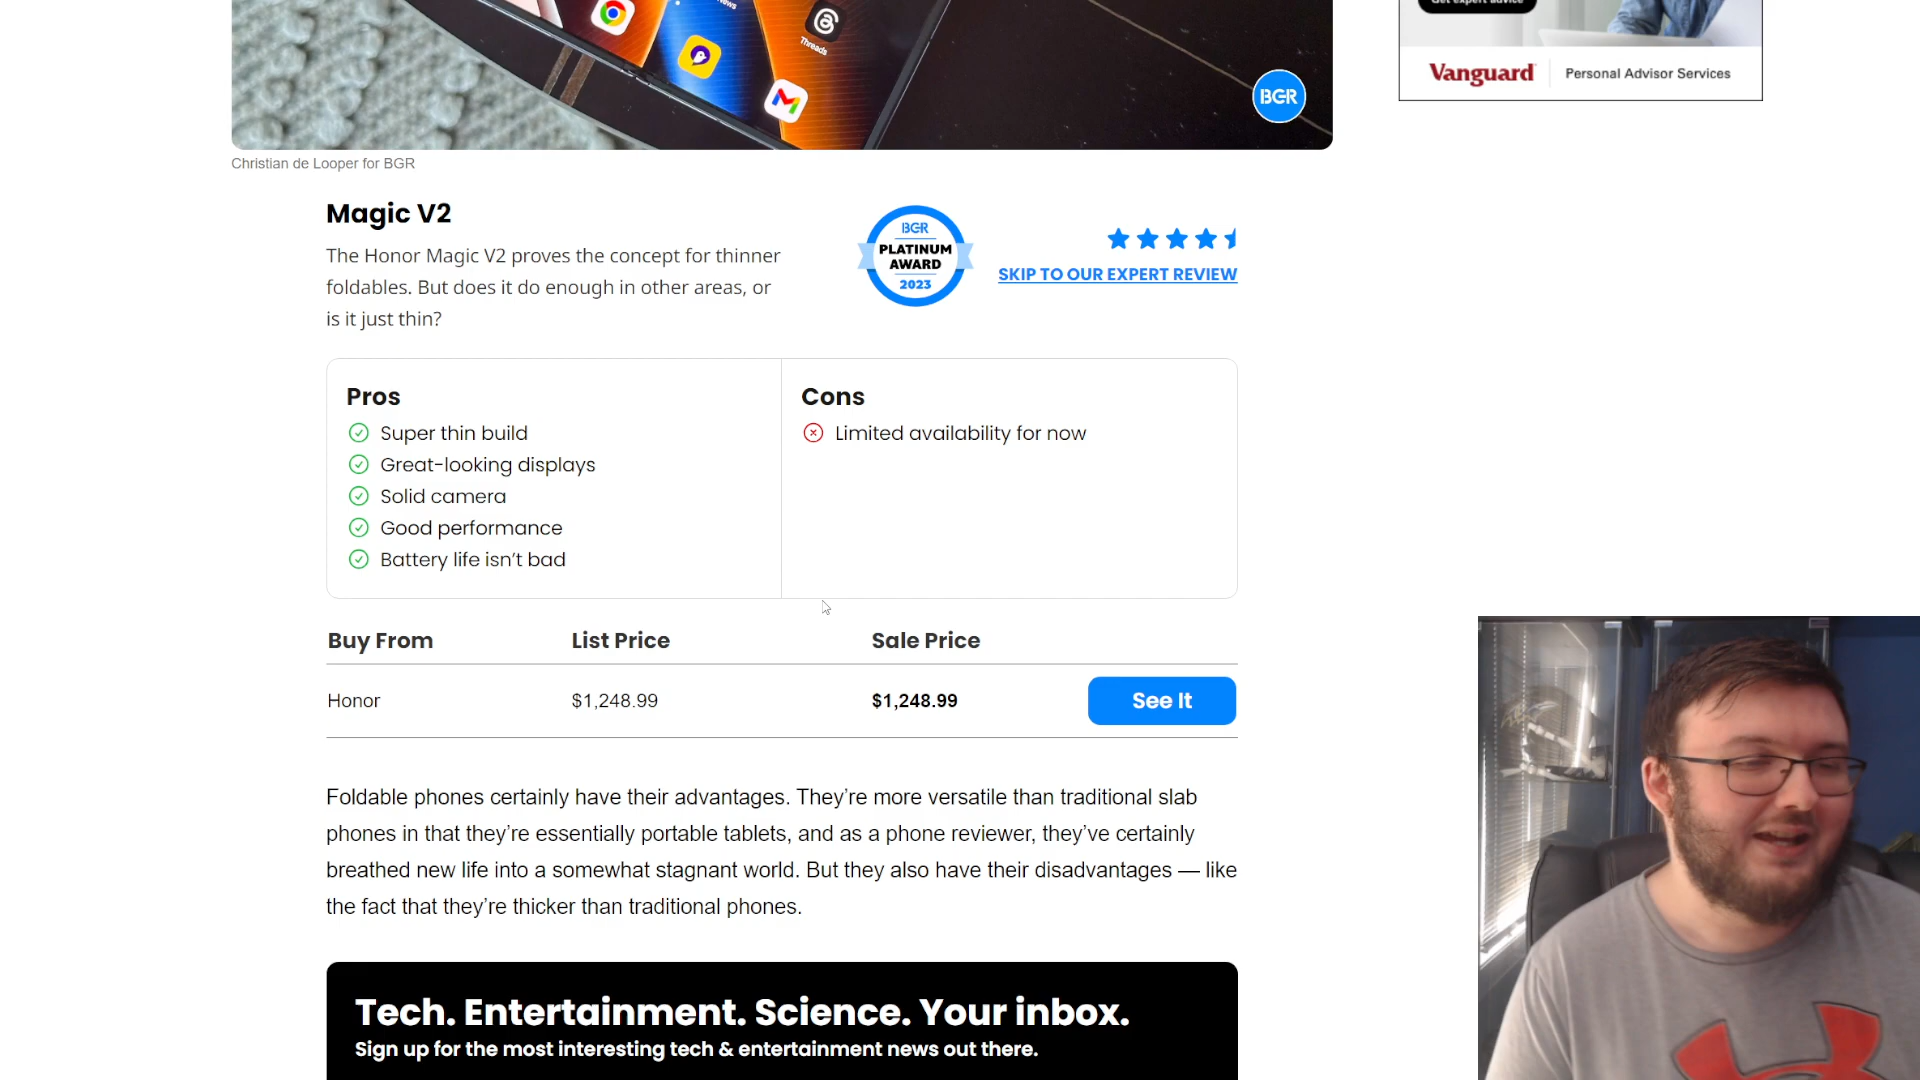 News
Threads
BGR
Get expert advice
Vanguard Personal Advisor Services
Christian de Looper for BGR
Magic V2
The Honor Magic V2 proves the concept for thinner
foldables. But does it do enough in other areas, or
is it just thin?
BGR
PLATINUM
AWARD
2023
SKIP TO OUR EXPERT REVIEW
Pros
Super thin build
Great-looking displays
Solid camera
Good performance
Battery life isn't bad
Cons
Limited availability for now
Buy From List Price Sale Price
Honor $1,248.99 $1,248.99 See It
Foldable phones certainly have their advantages. They're more versatile than traditional slab
phones in that they're essentially portable tablets, and as a phone reviewer, they've certainly
breathed new life into a somewhat stagnant world. But they also have their disadvantages — like
the fact that they're thicker than traditional phones.
Tech. Entertainment. Science. Your inbox.
Sign up for the most interesting tech & entertainment news out there.